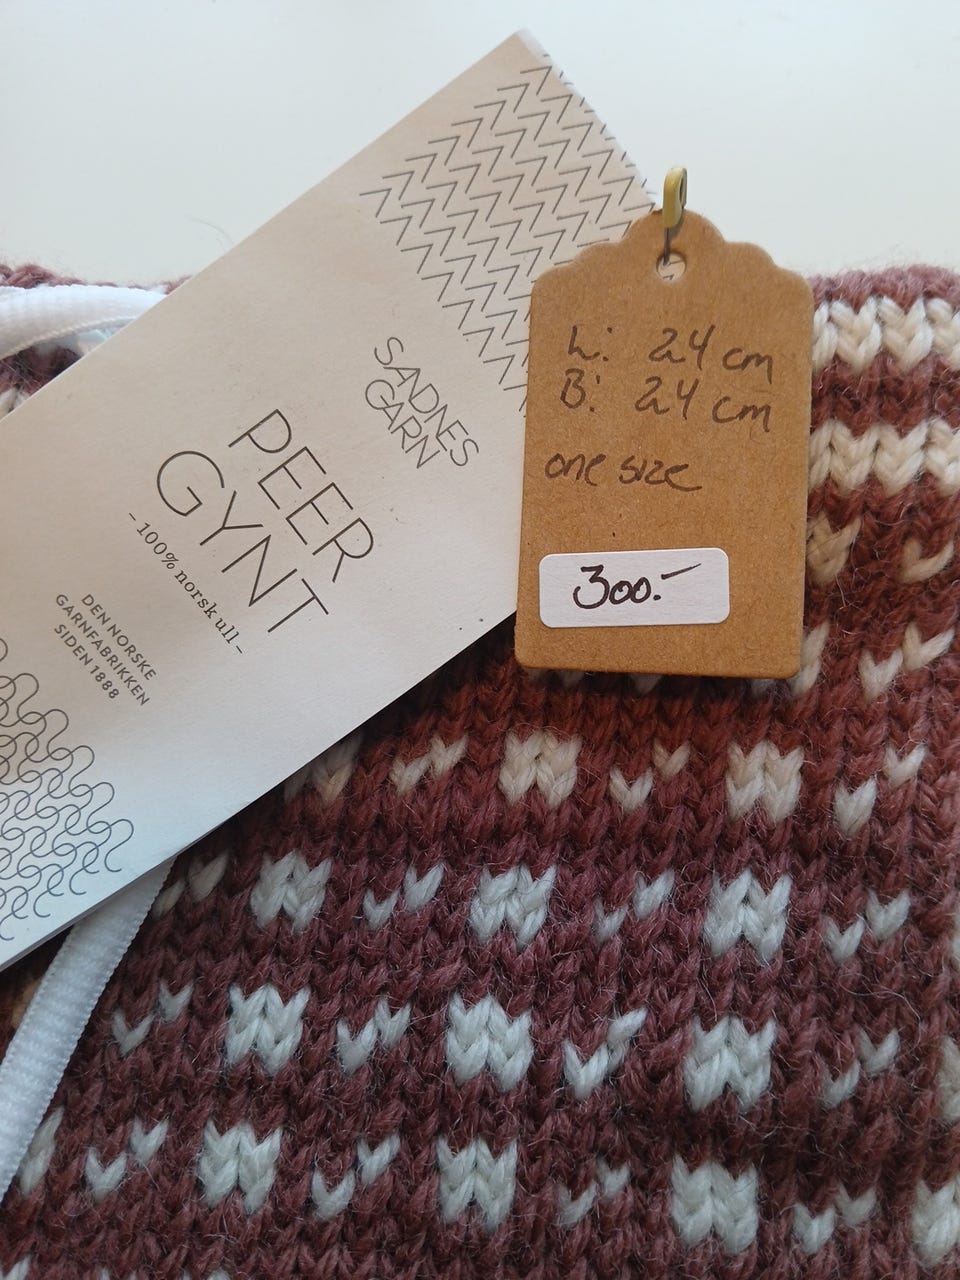 SANDNES
GARN
PEER
GYNT
- 100% norsk ull -
DEN NORSKE
GARNFABRIKKEN
SIDEN 1888
L: 24 cm
B: 24 cm
one size
300.-